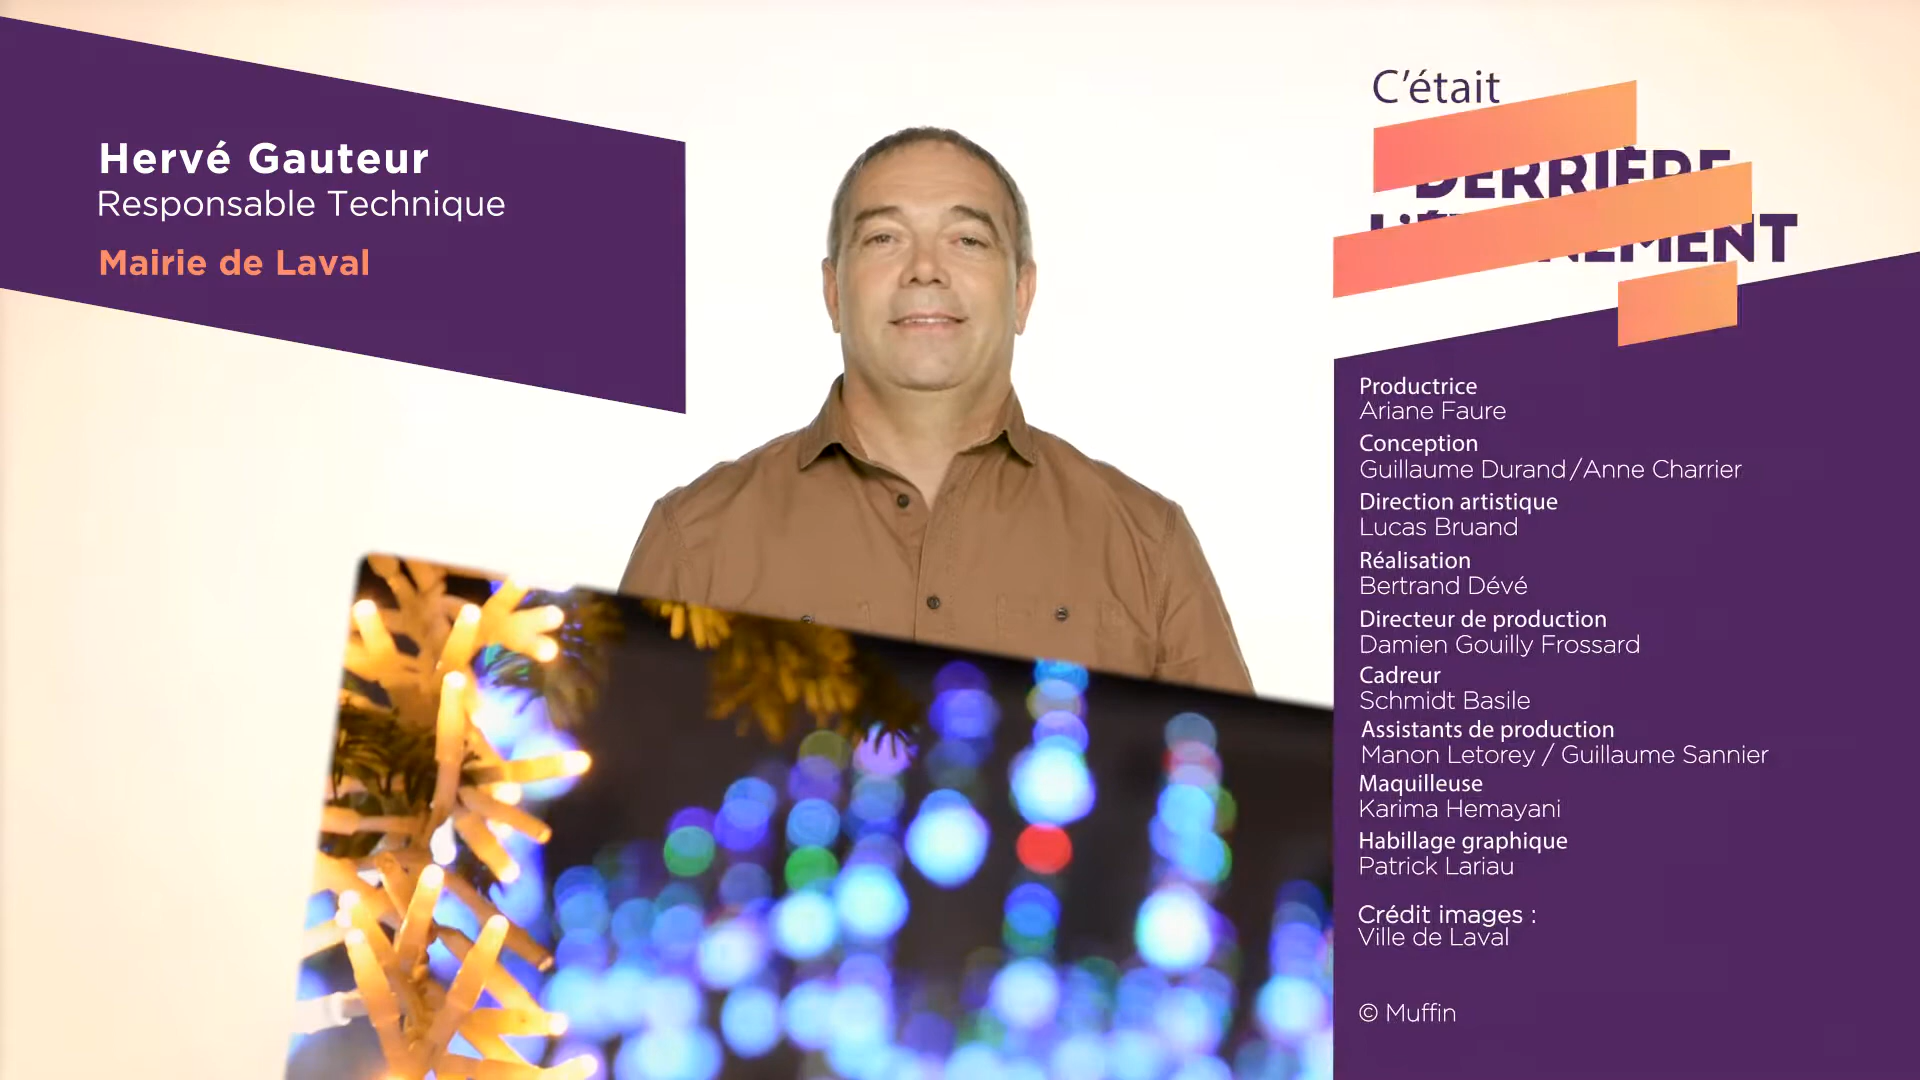 Hervé Gauteur
Responsable Technique
Mairie de Laval
C'était
DERRIÈRE
L'ÉVÉNEMENT
Productrice
Ariane Faure
Conception
Guillaume Durand / Anne Charrier
Direction artistique
Lucas Bruand
Réalisation
Bertrand Dévé
Directeur de production
Damien Gouilly Frossard
Cadreur
Schmidt Basile
Assistants de production
Manon Letorey / Guillaume Sannier
Maquilleuse
Karima Hemayani
Habillage graphique
Patrick Lariau
Crédit images :
Ville de Laval
© Muffin